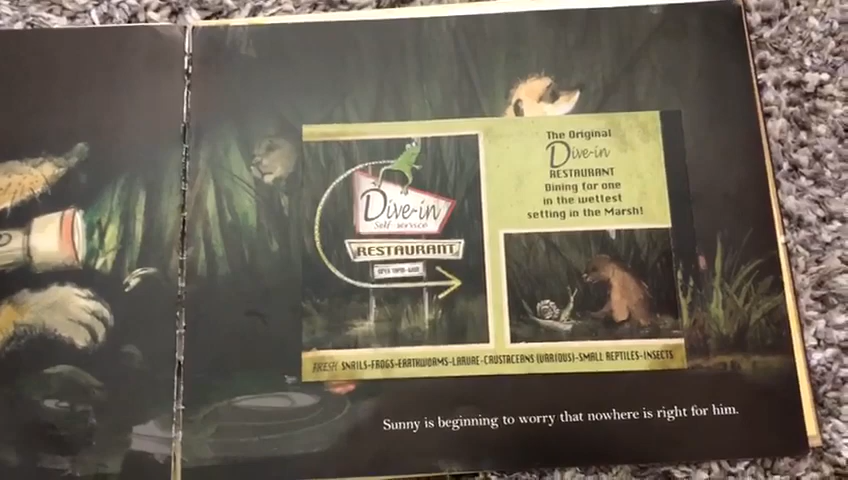 Dive-in
Self-service
RESTAURANT
The Original
Dive-in
RESTAURANT
Dining for one
in the wettest
setting in the Marsh!
FRESH SNAILS-FROGS-EARTHWORMS-LARVAE-CRUSTACEANS (VARIOUS)-SMALL REPTILES-INSECTS
Sunny is beginning to worry that nowhere is right for him.